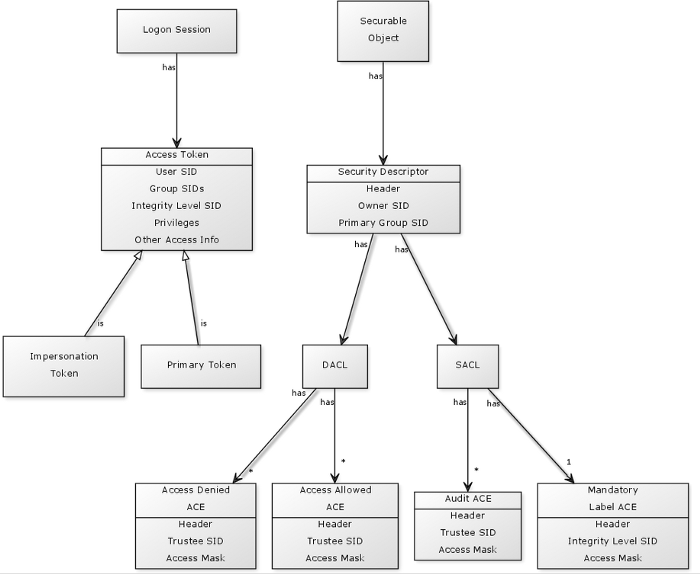 Logon Session
Securable
Object
has
has
Access Token
User SID
Group SIDs
Integrity Level SID
Privileges
Other Access Info
Security Descriptor
Header
Owner SID
Primary Group SID
has
has
is
is
Impersonation
Token
Primary Token
DACL
SACL
has
has
has
has
*
*
*
1
Access Denied
ACE
Header
Trustee SID
Access Mask
Access Allowed
ACE
Header
Trustee SID
Access Mask
Audit ACE
Header
Trustee SID
Access Mask
Mandatory
Label ACE
Header
Integrity Level SID
Access Mask